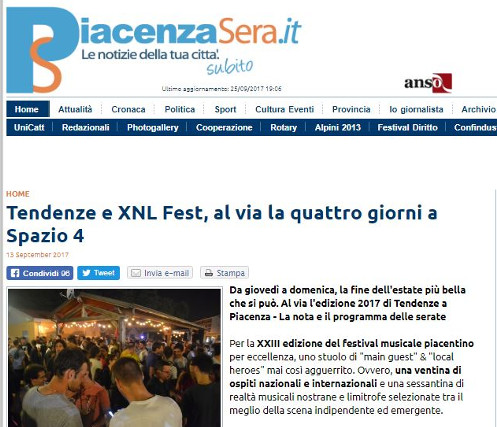 PiacenzaSera.it
Le notizie della tua citta'.
subito
Ultimo aggiornamento: 25/09/2017 19:06
anso
Home Attualità Cronaca Politica Sport Cultura Eventi Provincia Io giornalista Archivio
UniCatt Redazionali Photogallery Cooperazione Rotary Alpini 2013 Festival Diritto Confindus
HOME
Tendenze e XNL Fest, al via la quattro giorni a
Spazio 4
13 September 2017
Condividi 96 Tweet Invia e-mail Stampa
Da giovedì a domenica, la fine dell'estate più bella
che si può. Al via l'edizione 2017 di Tendenze a
Piacenza - La nota e il programma delle serate
Per la XXIII edizione del festival musicale piacentino
per eccellenza, uno stuolo di "main guest" & "local
heroes" mai così agguerrito. Ovvero, una ventina di
ospiti nazionali e internazionali e una sessantina di
realtà musicali nostrane e limitrofe selezionate tra il
meglio della scena indipendente ed emergente.